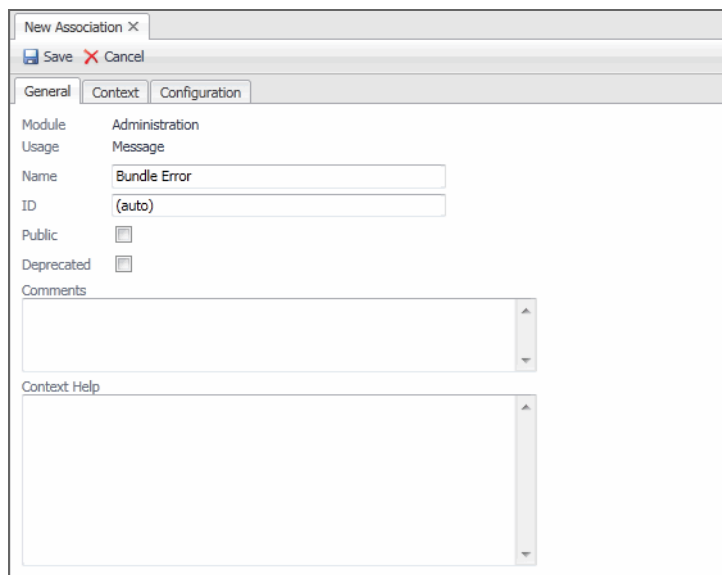 New Association
Save Cancel
General Context Configuration
Module Administration
Usage Message
Name Bundle Error
ID (auto)
Public
Deprecated
Comments
Context Help